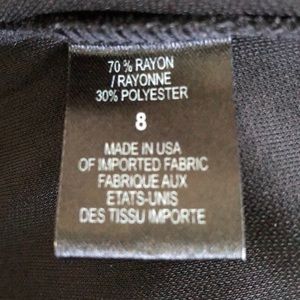 70 % RAYON
/ RAYONNE
30% POLYESTER
8
MADE IN USA
OF IMPORTED FABRIC
FABRIQUE AUX
ETATS-UNIS
DES TISSU IMPORTE